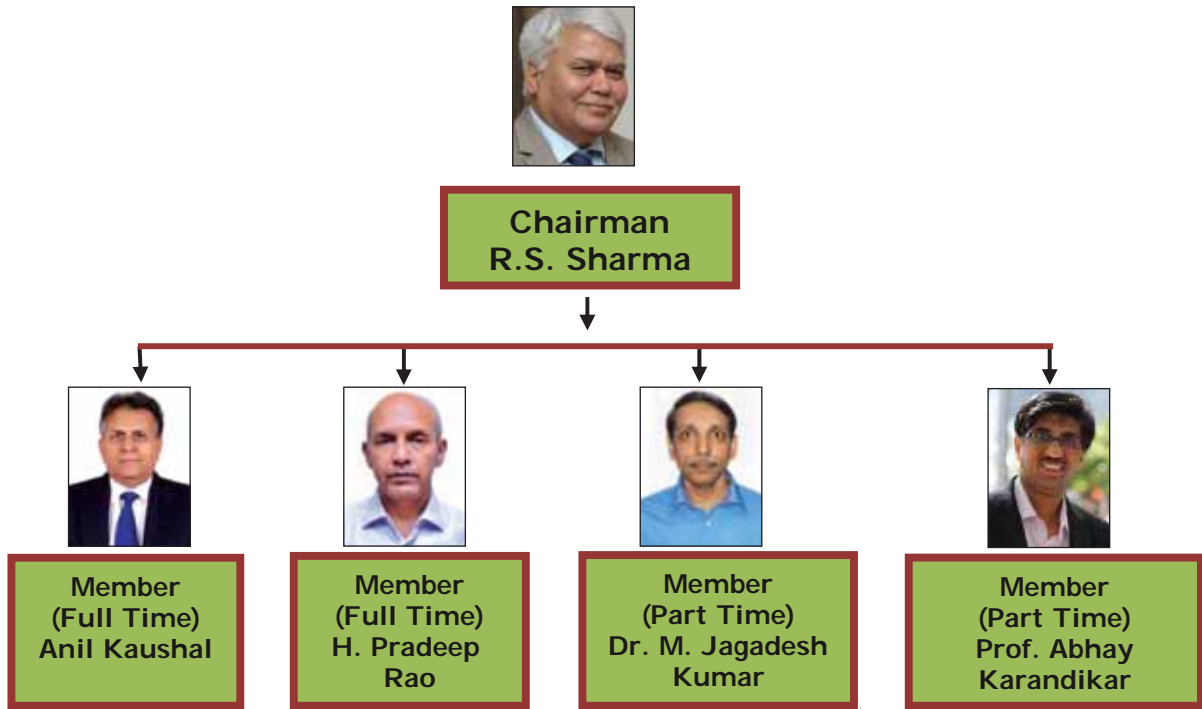 Chairman
R.S. Sharma
Member
(Full Time)
Anil Kaushal
Member
(Full Time)
H. Pradeep
Rao
Member
(Part Time)
Dr. M. Jagadesh
Kumar
Member
(Part Time)
Prof. Abhay
Karandikar